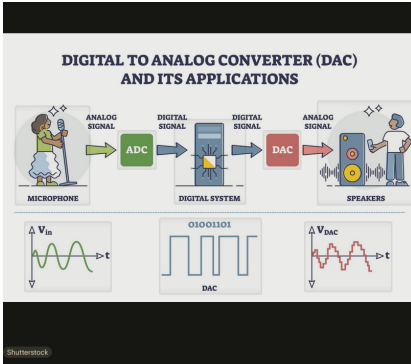 DIGITAL TO ANALOG CONVERTER (DAC)
AND ITS APPLICATIONS
ANALOG
SIGNAL
DIGITAL
SIGNAL
DIGITAL
SIGNAL
ANALOG
SIGNAL
ADC
DAC
MICROPHONE
DIGITAL SYSTEM
SPEAKERS
Vin
t
01001101
DAC
VDAC
t
Shutterstock